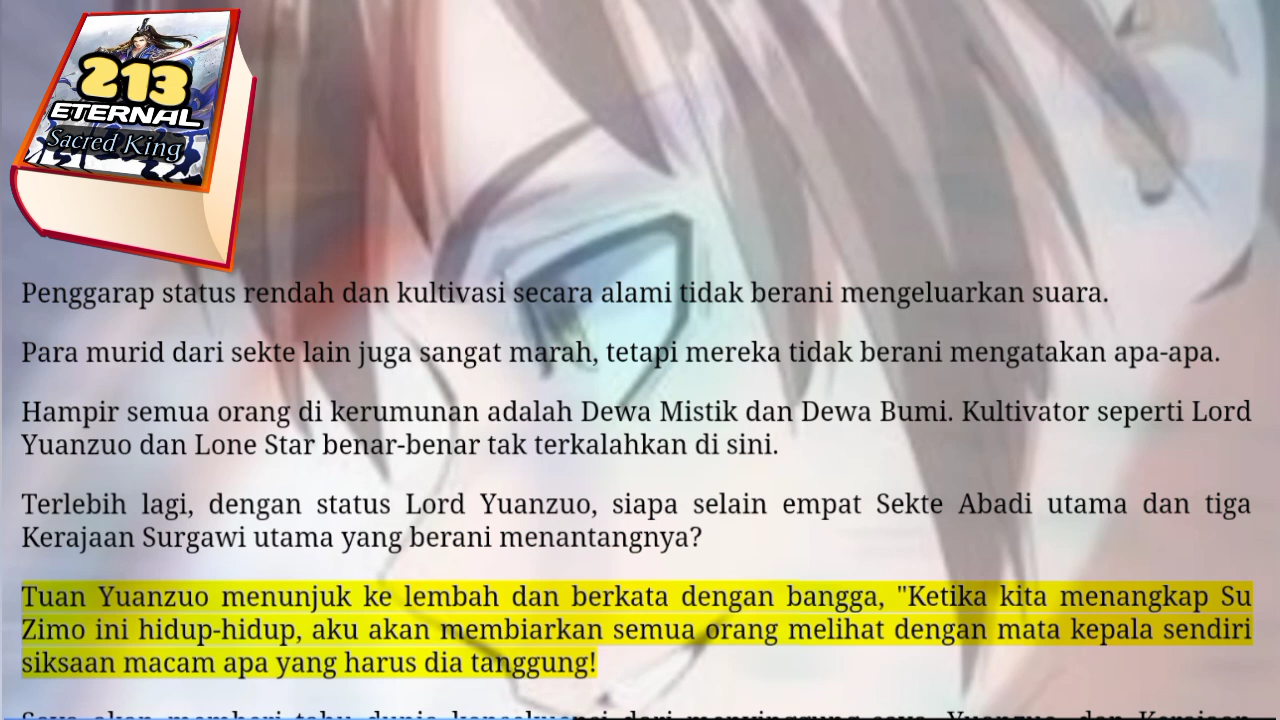 213
ETERNAL
Sacred King
Penggarap status rendah dan kultivasi secara alami tidak berani mengeluarkan suara.
Para murid dari sekte lain juga sangat marah, tetapi mereka tidak berani mengatakan apa-apa.
Hampir semua orang di kerumunan adalah Dewa Mistik dan Dewa Bumi. Kultivator seperti Lord
Yuanzuo dan Lone Star benar-benar tak terkalahkan di sini.
Terlebih lagi, dengan status Lord Yuanzuo, siapa selain empat Sekte Abadi utama dan tiga
Kerajaan Surgawi utama yang berani menantangnya?
Tuan Yuanzuo menunjuk ke lembah dan berkata dengan bangga, "Ketika kita menangkap Su
Zimo ini hidup-hidup, aku akan membiarkan semua orang melihat dengan mata kepala sendiri
siksaan macam apa yang harus dia tanggung!